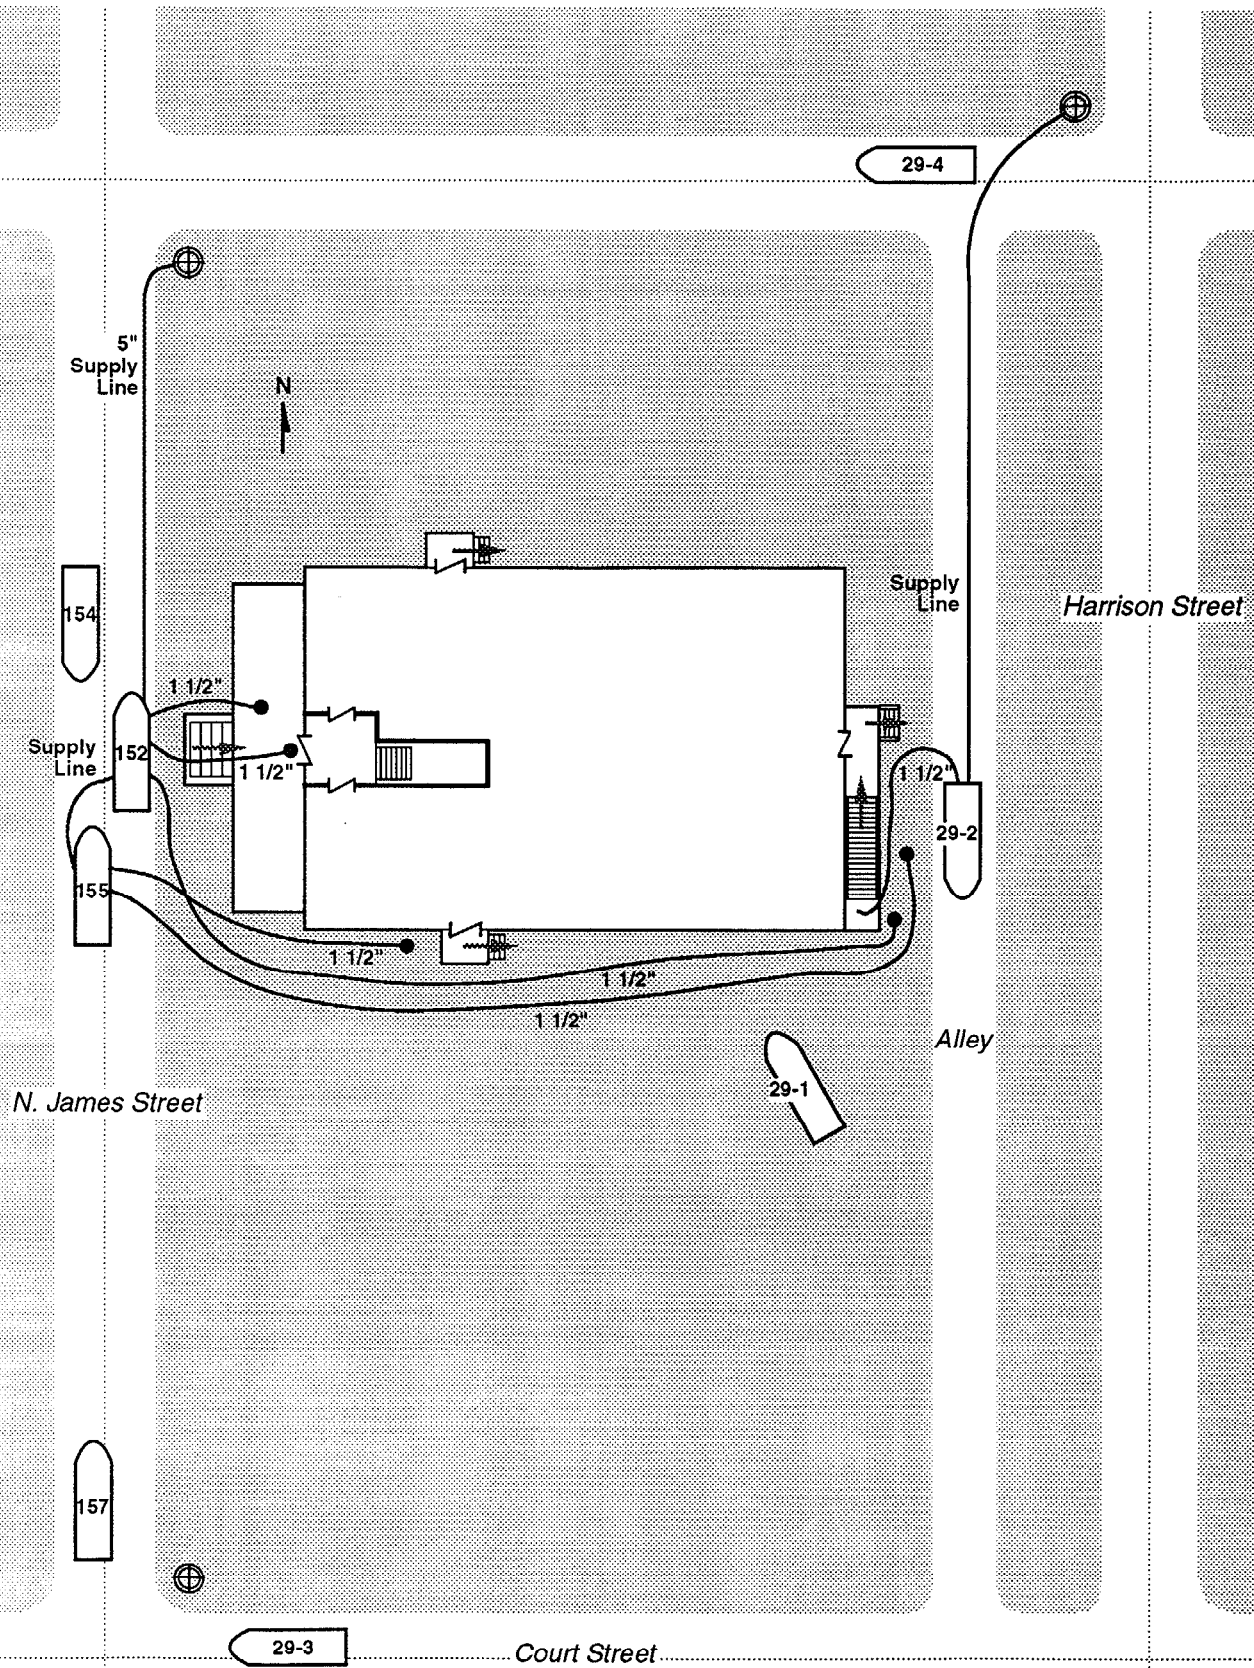 29-4
5"
Supply
Line
N
154
Supply
Line
Harrison Street
1 1/2"
Supply
Line
152
1 1/2"
1 1/2"
29-2
155
1 1/2"
1 1/2"
1 1/2"
Alley
29-1
N. James Street
157
29-3
Court Street